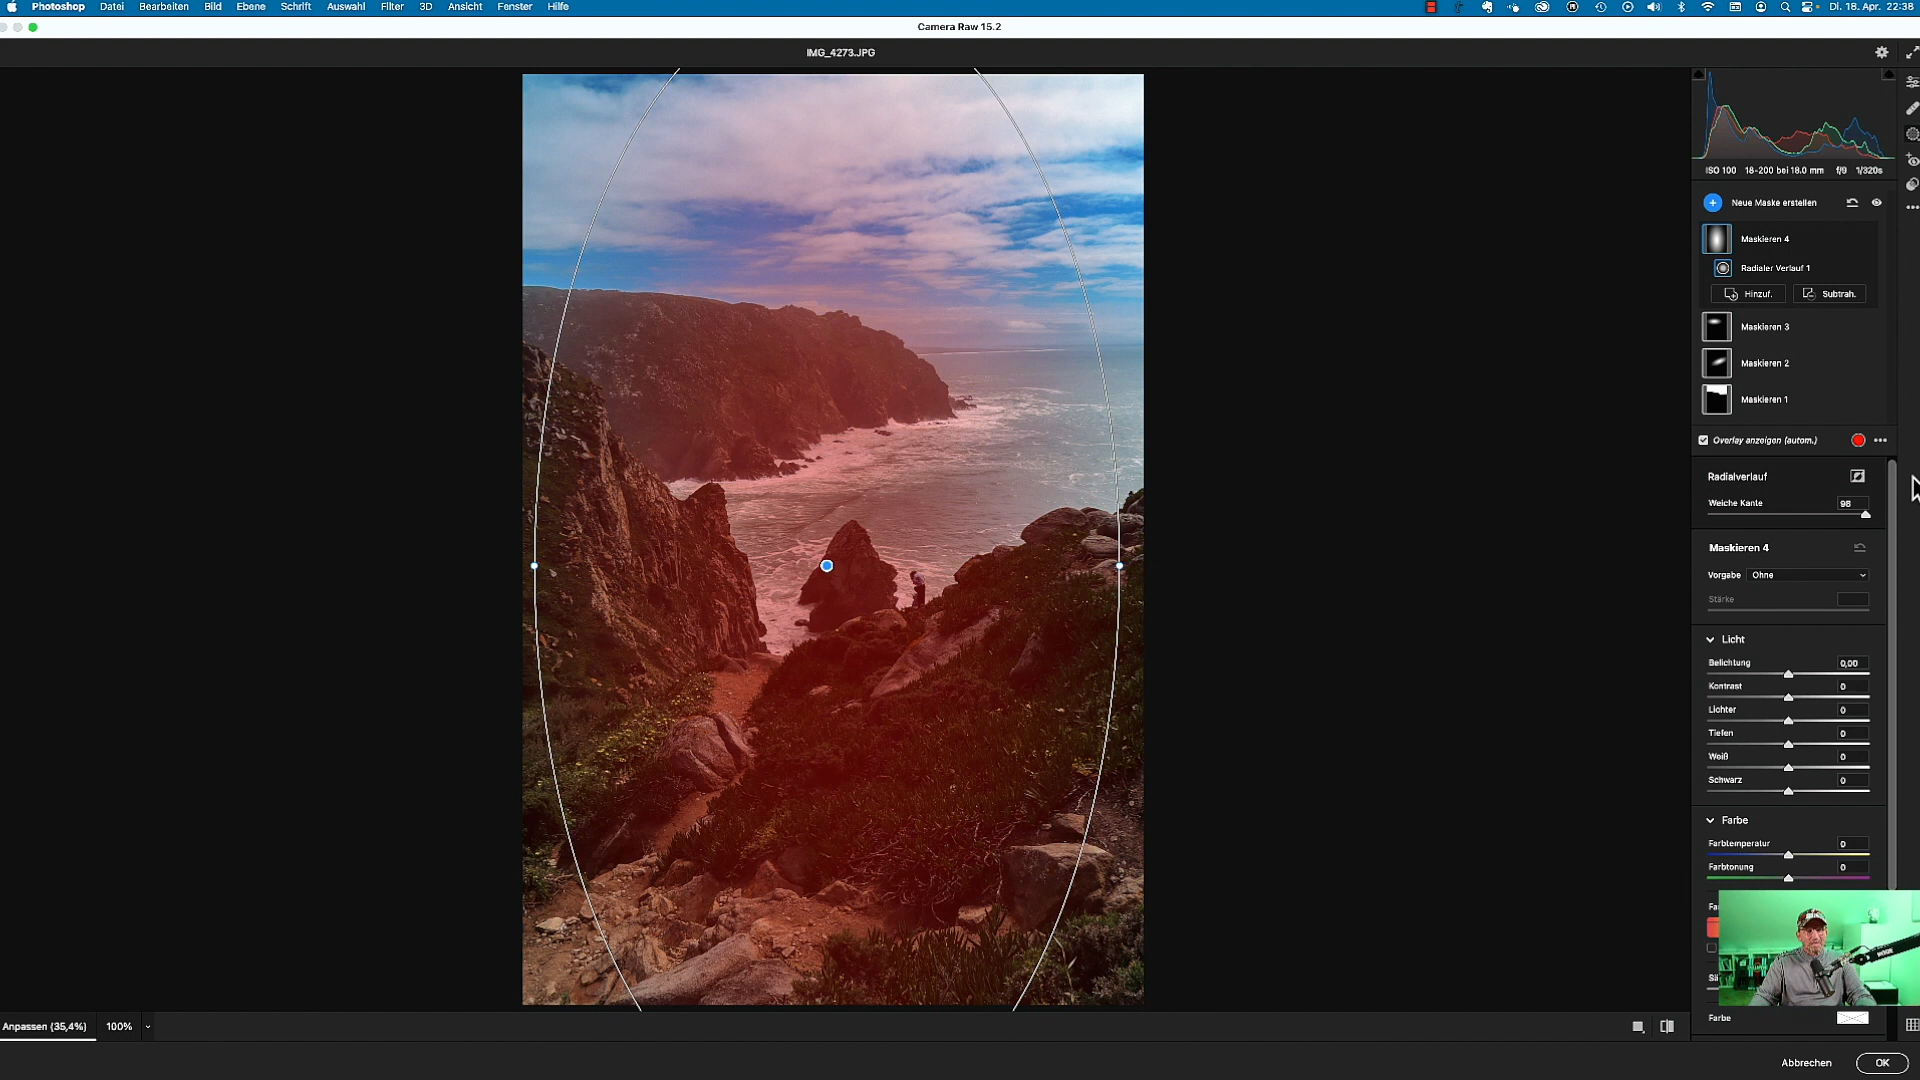 Photoshop Datei Bearbeiten Bild Ebene Schrift Auswahl Filter 3D Ansicht Fenster Hilfe Di. 18. Apr. 22:38
Camera Raw 15.2
IMG_4273.JPG
ISO 100 18-200 bei 18.0 mm f/9 1/320s
Neue Maske erstellen
Maskieren 4
Radialer Verlauf 1
Hinzuf. Subtrah.
Maskieren 3
Maskieren 2
Maskieren 1
Overlay anzeigen (autom.)
Radialverlauf
Weiche Kante 98
Maskieren 4
Vorgabe Ohne
Stärke
Licht
Belichtung 0,00
Kontrast 0
Lichter 0
Tiefen 0
Weiß 0
Schwarz 0
Farbe
Farbtemperatur 0
Farbtonung 0
Fa
Sä
Farbe
Anpassen (35,4%) 100%
Abbrechen OK